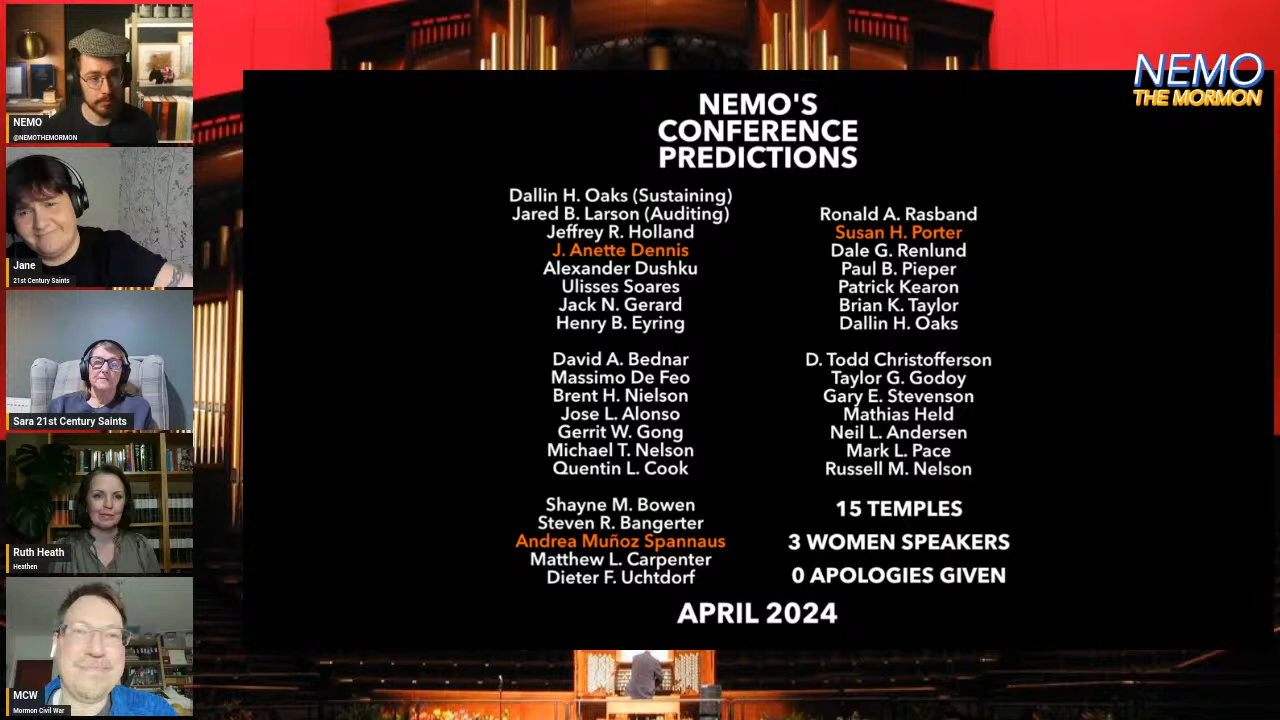 NEMO
@NEMOTHEMORMON
Jane
21st Century Saints
Sara 21st Century Saints
Ruth Heath
Heathen
MCW
Mormon Civil War
NEMO
THE MORMON
NEMO'S
CONFERENCE
PREDICTIONS
Dallin H. Oaks (Sustaining)
Jared B. Larson (Auditing)
Jeffrey R. Holland
J. Anette Dennis
Alexander Dushku
Ulisses Soares
Jack N. Gerard
Henry B. Eyring
David A. Bednar
Massimo De Feo
Brent H. Nielson
Jose L. Alonso
Gerrit W. Gong
Michael T. Nelson
Quentin L. Cook
Shayne M. Bowen
Steven R. Bangerter
Andrea Muñoz Spannaus
Matthew L. Carpenter
Dieter F. Uchtdorf
Ronald A. Rasband
Susan H. Porter
Dale G. Renlund
Paul B. Pieper
Patrick Kearon
Brian K. Taylor
Dallin H. Oaks
D. Todd Christofferson
Taylor G. Godoy
Gary E. Stevenson
Mathias Held
Neil L. Andersen
Mark L. Pace
Russell M. Nelson
15 TEMPLES
3 WOMEN SPEAKERS
0 APOLOGIES GIVEN
APRIL 2024